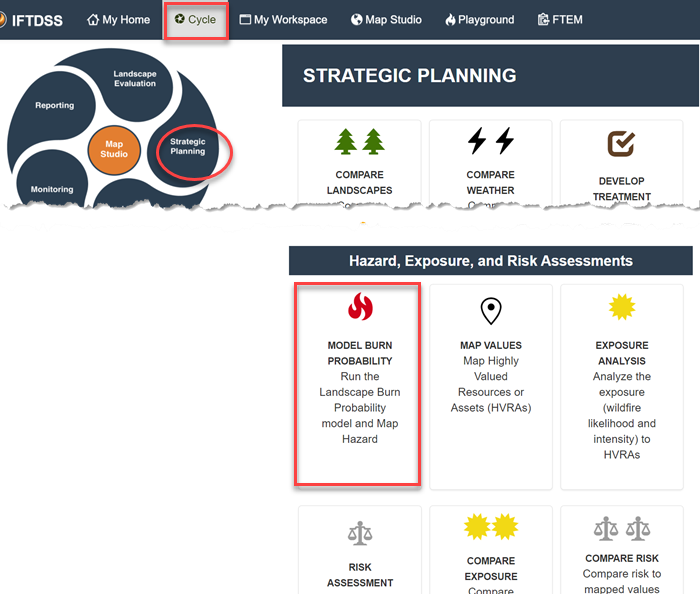 IFTDSS
My Home
Cycle
My Workspace
Map Studio
Playground
FTEM
Landscape
Evaluation
Reporting
Strategic
Planning
Map
Studio
Monitoring
STRATEGIC PLANNING
COMPARE
LANDSCAPES
COMPARE
WEATHER
DEVELOP
TREATMENT
Hazard, Exposure, and Risk Assessments
MODEL BURN
PROBABILITY
Run the
Landscape Burn
Probability
model and Map
Hazard
MAP VALUES
Map Highly
Valued
Resources or
Assets (HVRAs)
EXPOSURE
ANALYSIS
Analyze the
exposure
(wildfire
likelihood and
intensity) to
HVRAs
RISK
ASSESSMENT
COMPARE
EXPOSURE
Compare
COMPARE RISK
Compare risk to
mapped values